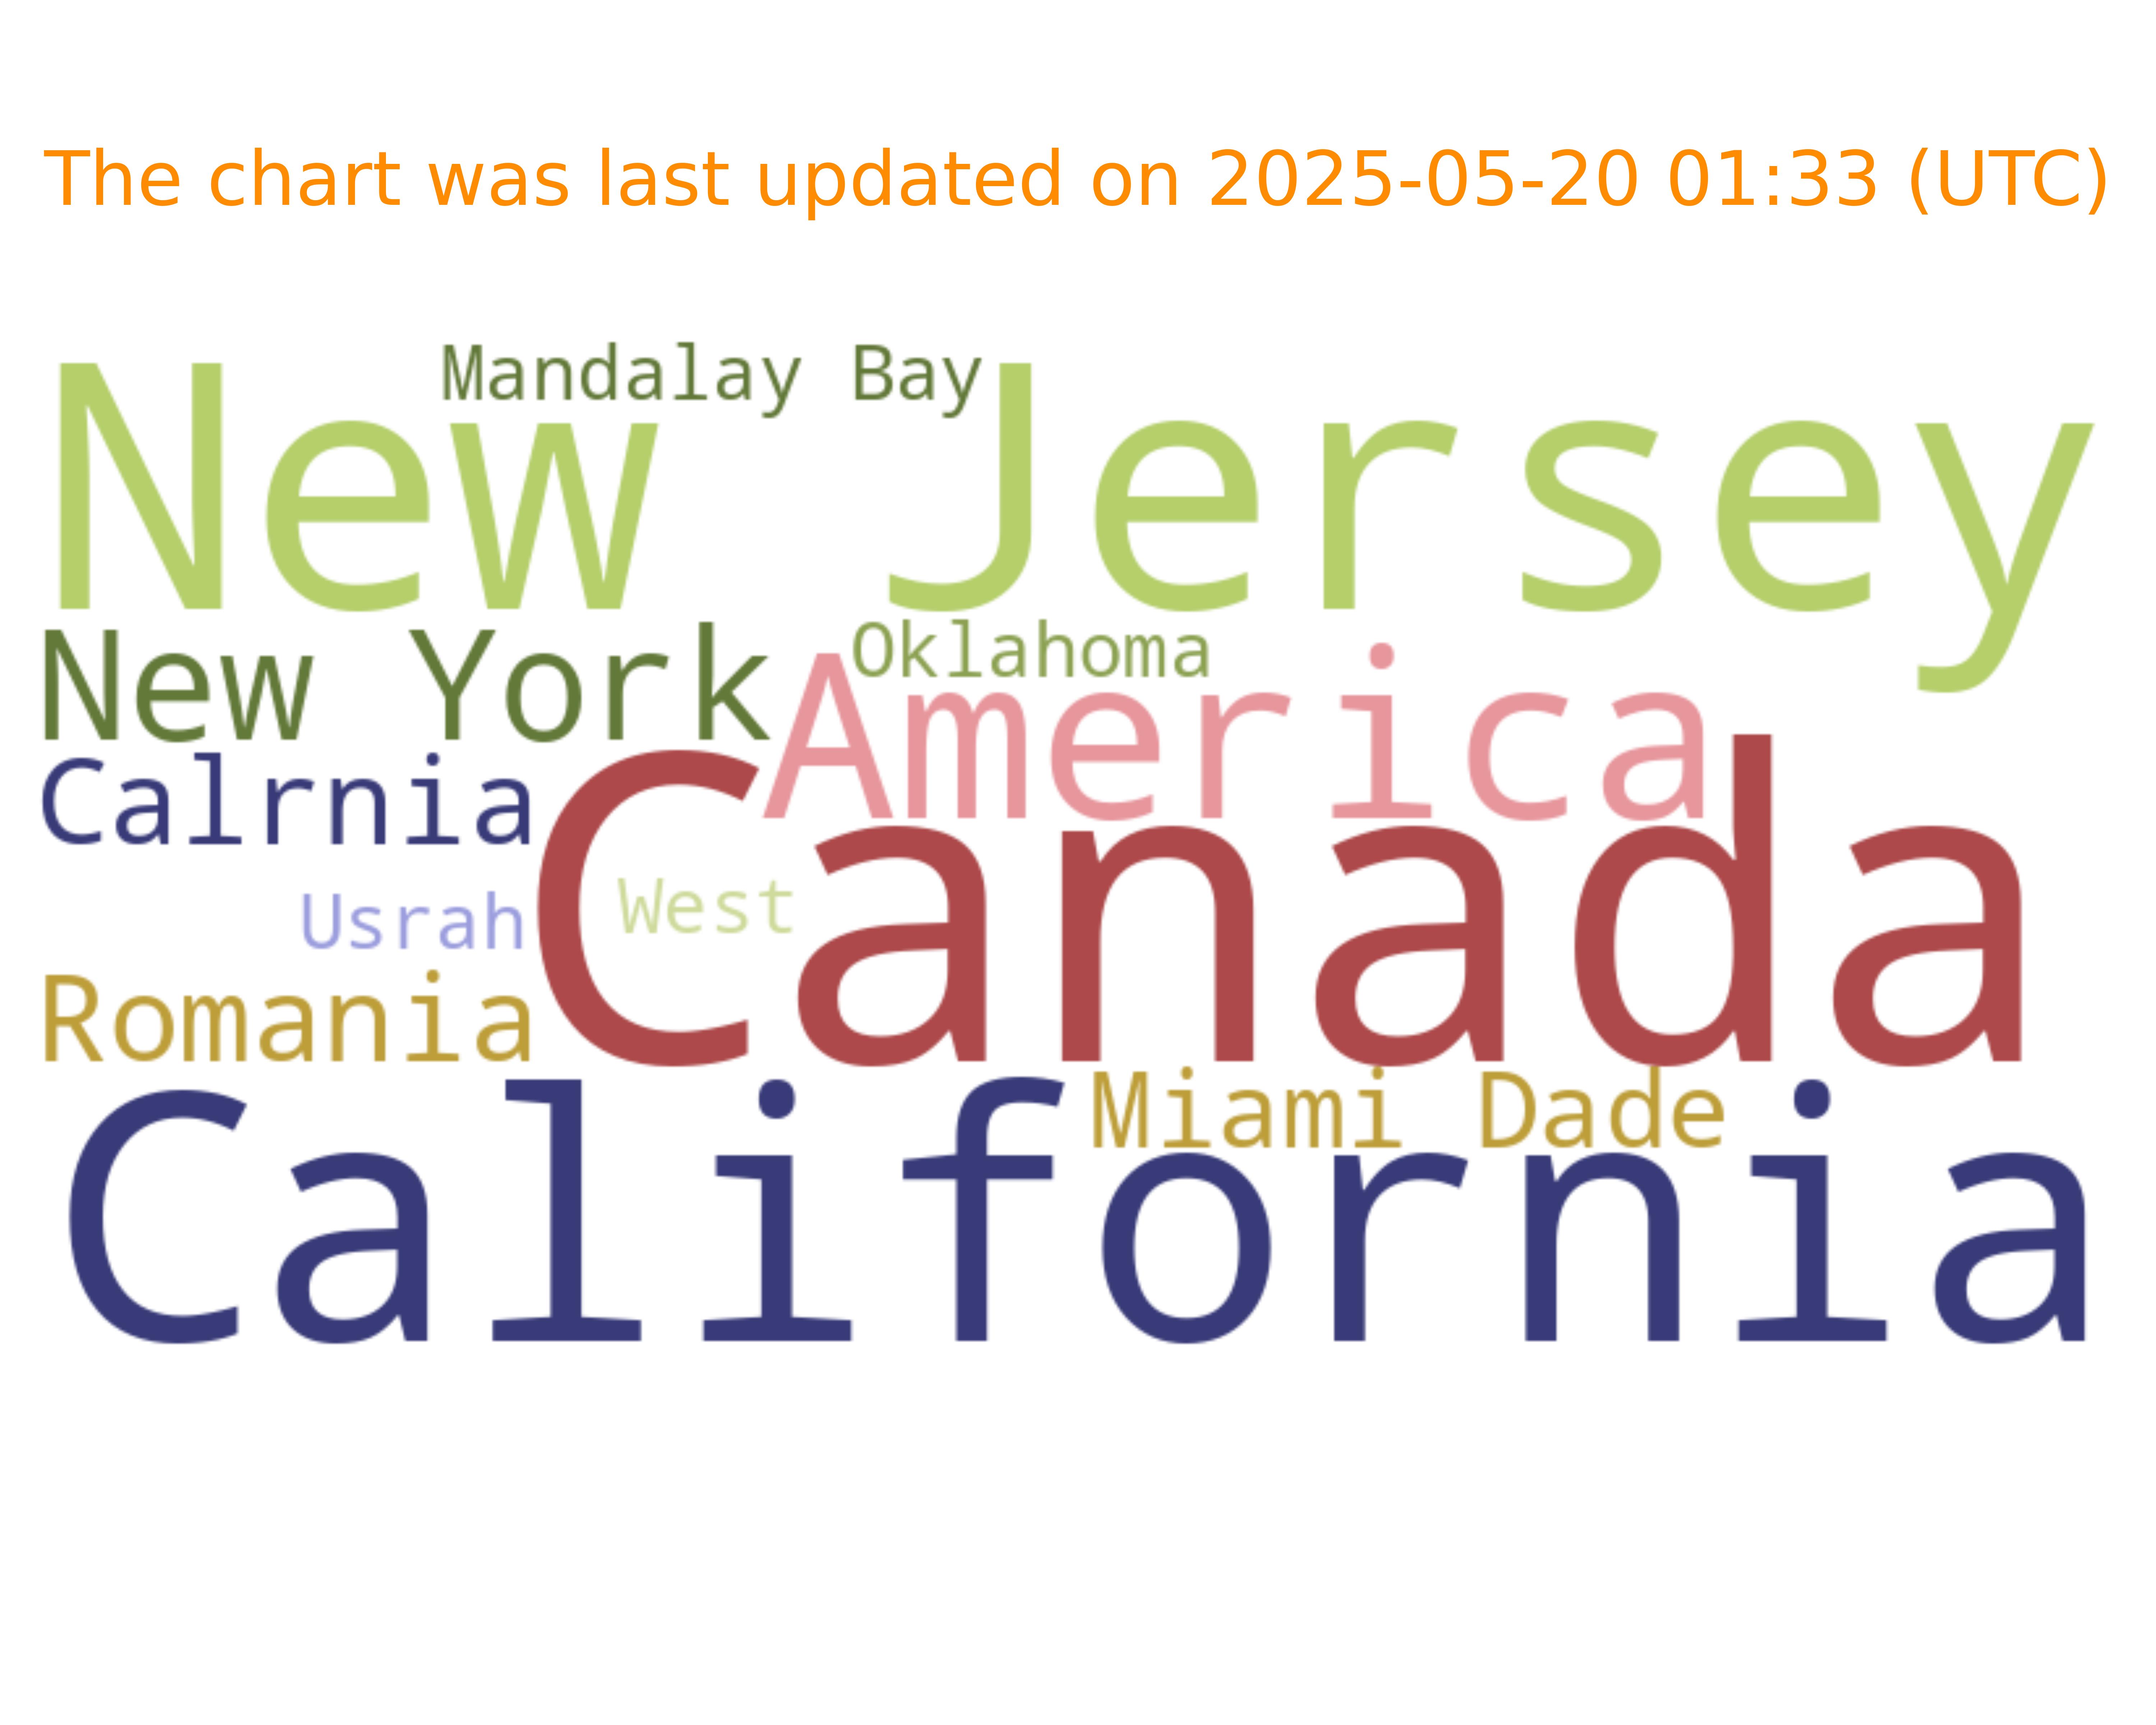 The chart was last updated on 2025-05-20 01:33 (UTC)
Mandalay Bay
New Jersey
New York
Oklahoma
America
Calrnia
Canada
Usrah
West
Romania
Miami Dade
California